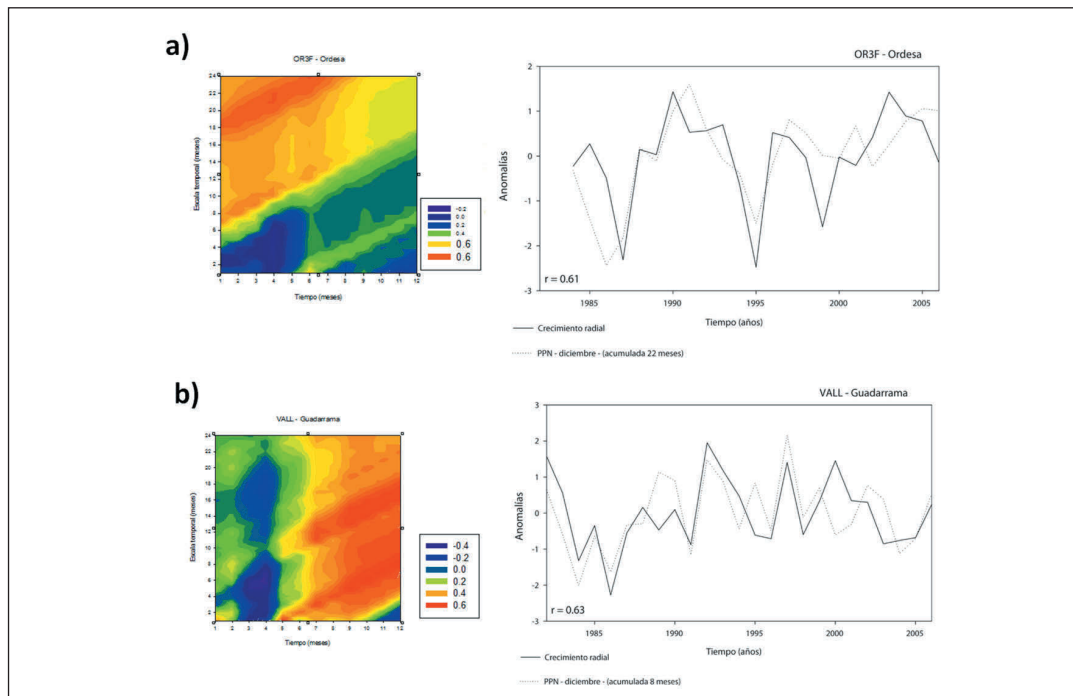 a)
OR3F - Ordesa
Escala temporal (meses)
24
22
20
18
16
14
12
10
8
6
4
2
1 2 3 4 5 6 7 8 9 10 11 12
Tiempo (meses)
-0.2
0.0
0.2
0.4
0.6
0.6
OR3F - Ordesa
Anomalías
2
1
0
-1
-2
-3
r = 0.61
1985 1990 1995 2000 2005
Tiempo (años)
Crecimiento radial
PPN - diciembre - (acumulada 22 meses)
b)
VALL - Guadarrama
Escala temporal (meses)
24
22
20
18
16
14
12
10
8
6
4
2
1 2 3 4 5 6 7 8 9 10 11 12
Tiempo (meses)
-0.4
-0.2
0.0
0.2
0.4
0.6
VALL - Guadarrama
Anomalías
3
2
1
0
-1
-2
-3
r = 0.63
1985 1990 1995 2000 2005
Tiempo (años)
Crecimiento radial
PPN - diciembre - (acumulada 8 meses)